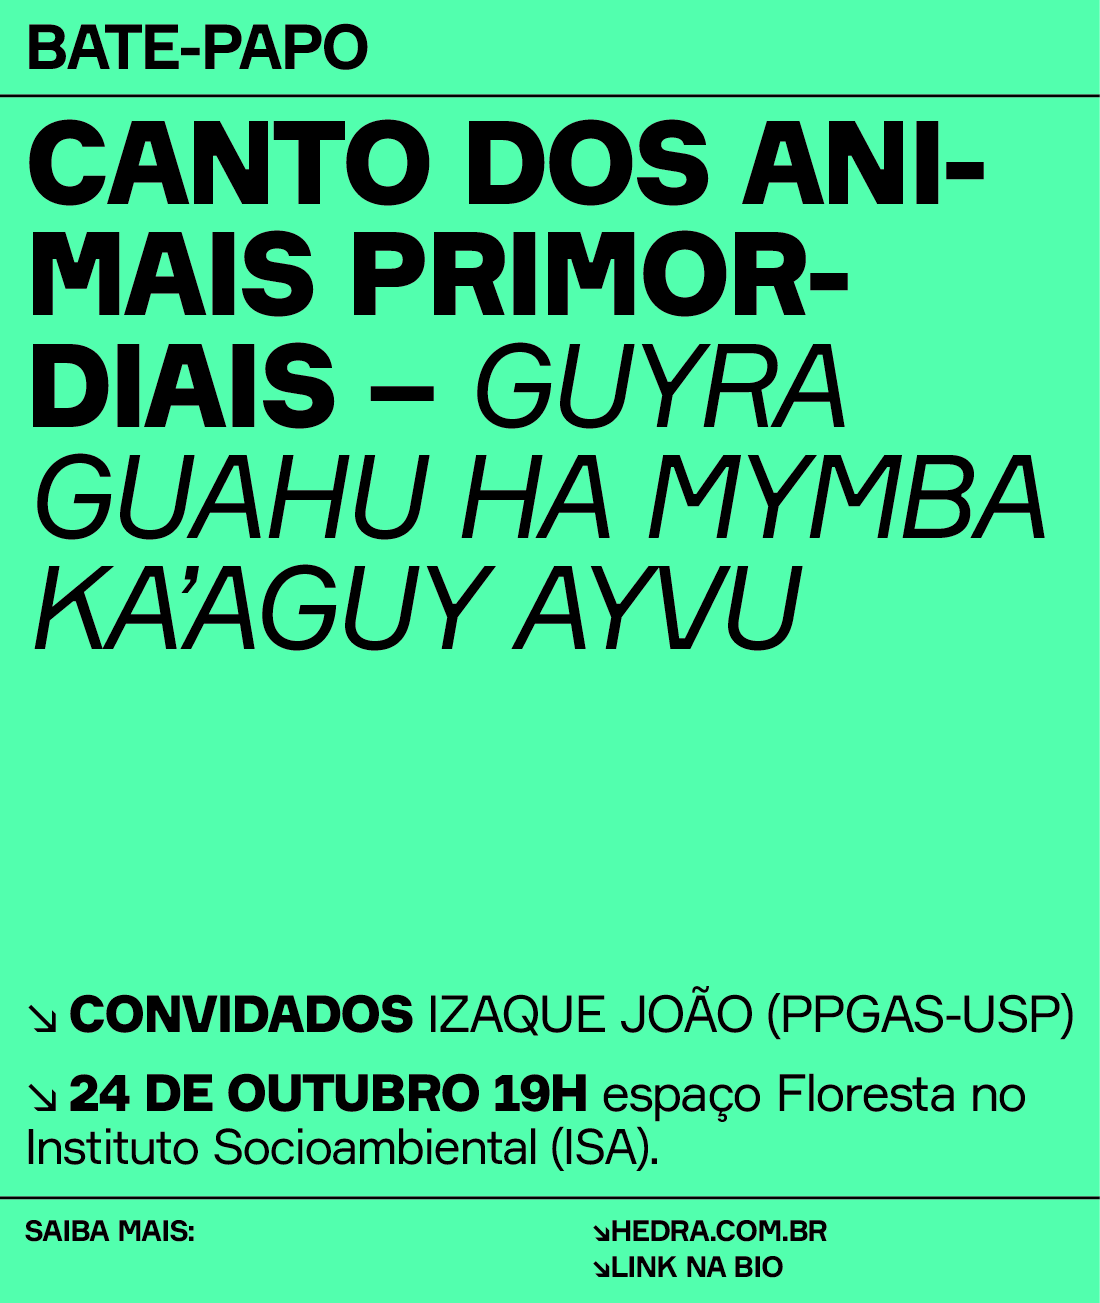 BATE-PAPO
CANTO DOS ANI-
MAIS PRIMOR-
DIAIS – GUYRA
GUAHU HA MYMBA
KA’AGUY AYVU
↘ CONVIDADOS IZAQUE JOÃO (PPGAS-USP)
↘ 24 DE OUTUBRO 19H espaço Floresta no
Instituto Socioambiental (ISA).
SAIBA MAIS:
↘HEDRA.COM.BR
↘LINK NA BIO